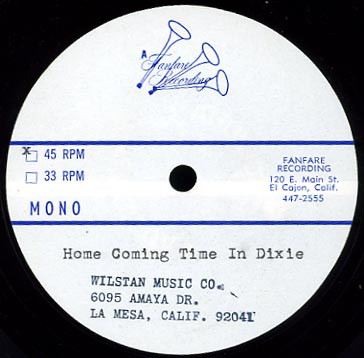 A
Fanfare
Recording
x
45 RPM
33 RPM
MONO
FANFARE
RECORDING
120 E. Main St.
El Cajon, Calif.
447-2555
Home Coming Time In Dixie
WILSTAN MUSIC CO.
6095 AMAYA DR.
LA MESA, CALIF. 92041